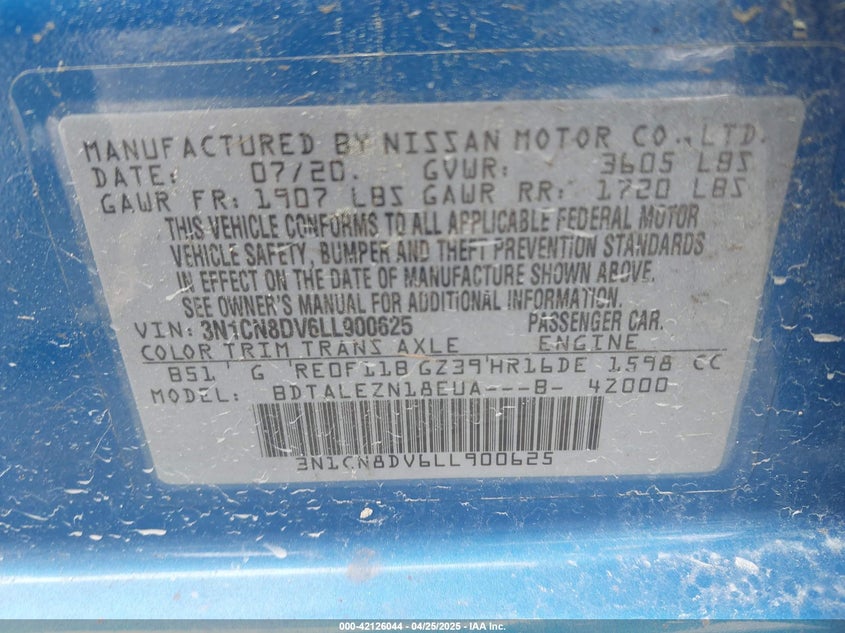 MANUFACTURED BY NISSAN MOTOR CO., LTD.
DATE: 07/20. GVWR: 3605 LBS
GAWR FR: 1907 LBS GAWR RR: 1720 LBS
THIS VEHICLE CONFORMS TO ALL APPLICABLE FEDERAL MOTOR
VEHICLE SAFETY, BUMPER AND THEFT PREVENTION STANDARDS
IN EFFECT ON THE DATE OF MANUFACTURE SHOWN ABOVE.
SEE OWNER'S MANUAL FOR ADDITIONAL INFORMATION.
VIN: 3N1CN8DV6LL900625 PASSENGER CAR.
COLOR TRIM TRANS AXLE ENGINE
B51 ' G 'RE0F11B GZ39'HR16DE 1598 CC
MODEL: BDTALEZN18EUA---B- 42000
3N1CN8DV6LL900625
000-42126044 - 04/25/2025 - IAA Inc.